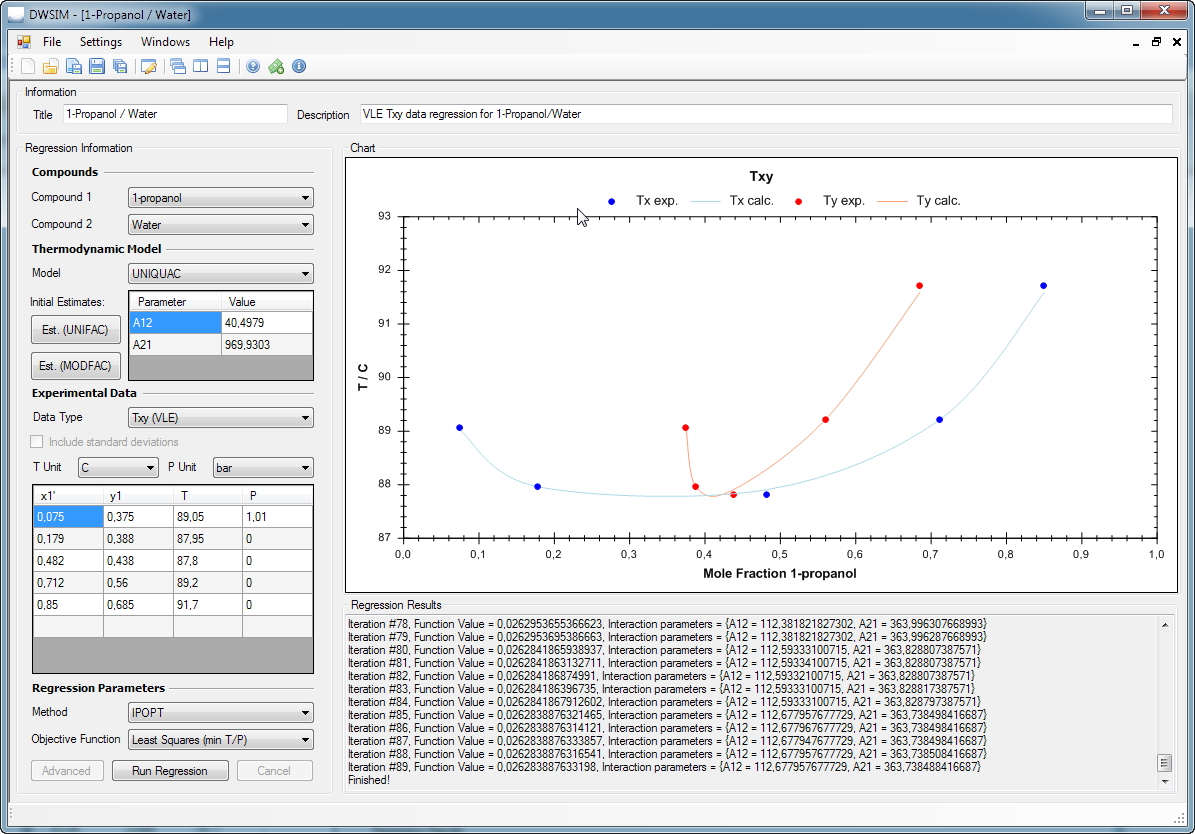 DWSIM - [1-Propanol / Water]
File Settings Windows Help
Information
Title 1-Propanol / Water Description VLE Txy data regression for 1-Propanol/Water
Regression Information
Compounds
Compound 1 1-propanol
Compound 2 Water
Thermodynamic Model
Model UNIQUAC
Initial Estimates:
Parameter Value
A12 40,4979
A21 969,9303
Est. (UNIFAC)
Est. (MODFAC)
Experimental Data
Data Type Txy (VLE)
Include standard deviations
T Unit C P Unit bar
x1' y1 T P
0,075 0,375 89,05 1,01
0,179 0,388 87,95 0
0,482 0,438 87,8 0
0,712 0,56 89,2 0
0,85 0,685 91,7 0
Regression Parameters
Method IPOPT
Objective Function Least Squares (min T/P)
Advanced Run Regression Cancel
Chart
Txy
Tx exp. Tx calc. Ty exp. Ty calc.
93
92
91
90
89
88
87
T / C
0,0 0,1 0,2 0,3 0,4 0,5 0,6 0,7 0,8 0,9 1,0
Mole Fraction 1-propanol
Regression Results
Iteration #78, Function Value = 0,0262953655366623, Interaction parameters = {A12 = 112,381821827302, A21 = 363,996307668993}
Iteration #79, Function Value = 0,0262953695386663, Interaction parameters = {A12 = 112,381821827302, A21 = 363,996287668993}
Iteration #80, Function Value = 0,0262841865938937, Interaction parameters = {A12 = 112,59333100715, A21 = 363,828807387571}
Iteration #81, Function Value = 0,0262841863132711, Interaction parameters = {A12 = 112,59334100715, A21 = 363,828807387571}
Iteration #82, Function Value = 0,026284186874991, Interaction parameters = {A12 = 112,59332100715, A21 = 363,828807387571}
Iteration #83, Function Value = 0,026284186396735, Interaction parameters = {A12 = 112,59333100715, A21 = 363,828817387571}
Iteration #84, Function Value = 0,0262841867912602, Interaction parameters = {A12 = 112,59333100715, A21 = 363,828797387571}
Iteration #85, Function Value = 0,0262838876321465, Interaction parameters = {A12 = 112,677957677729, A21 = 363,738498416687}
Iteration #86, Function Value = 0,0262838876314121, Interaction parameters = {A12 = 112,677967677729, A21 = 363,738498416687}
Iteration #87, Function Value = 0,0262838876333857, Interaction parameters = {A12 = 112,677947677729, A21 = 363,738498416687}
Iteration #88, Function Value = 0,0262838876316541, Interaction parameters = {A12 = 112,677957677729, A21 = 363,738508416687}
Iteration #89, Function Value = 0,026283887633198, Interaction parameters = {A12 = 112,677957677729, A21 = 363,738488416687}
Finished!